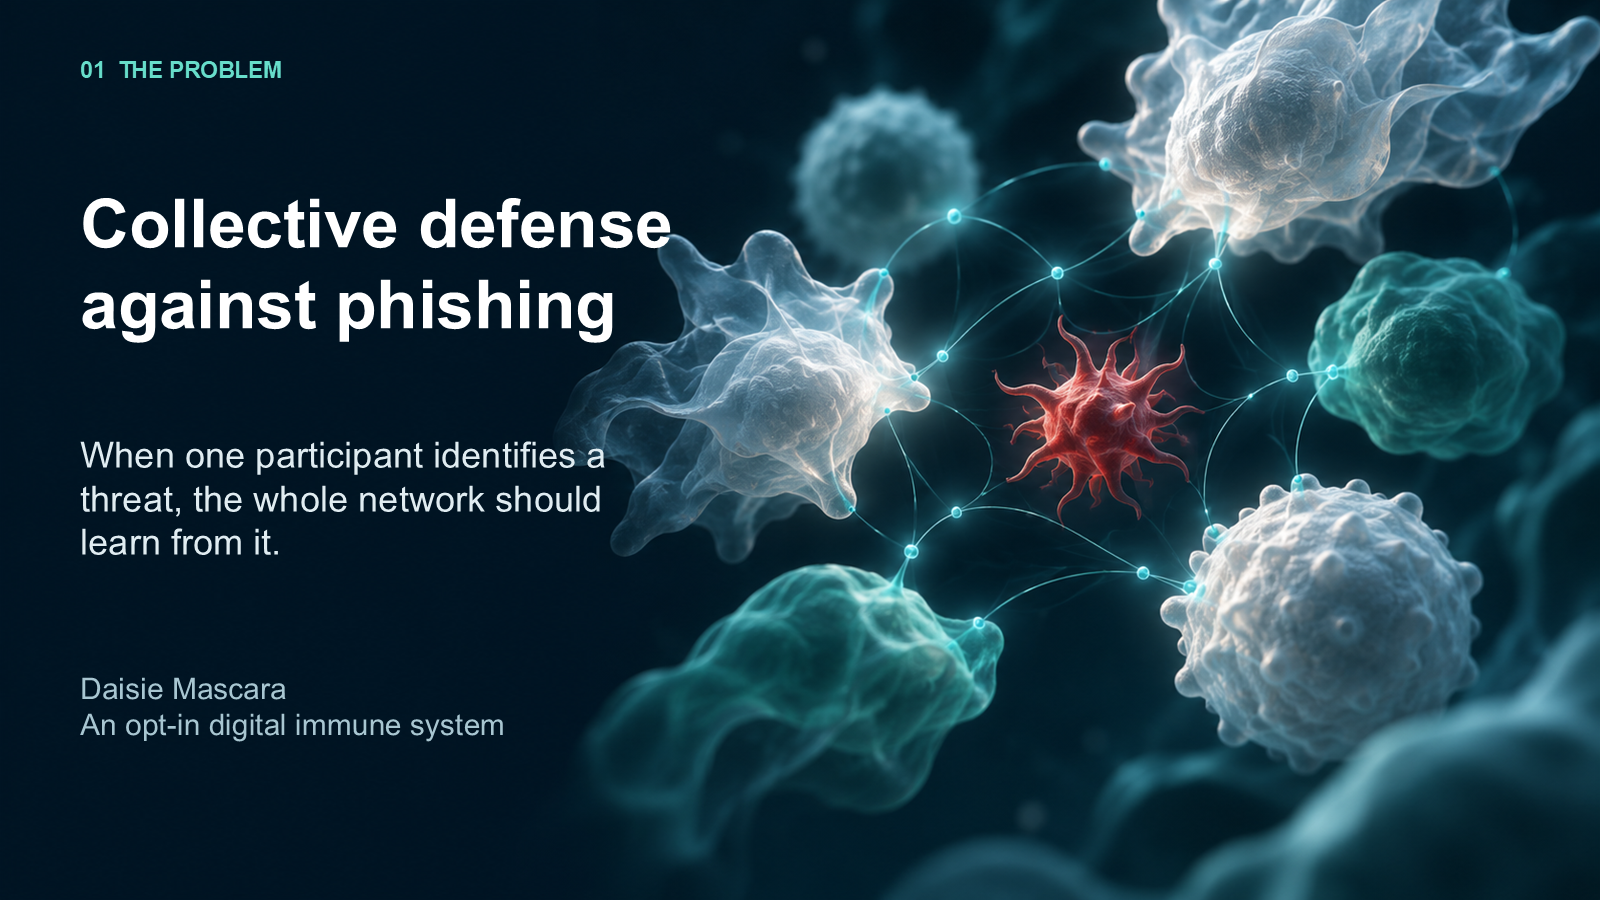 01 THE PROBLEM
Collective defense
against phishing
When one participant identifies a
threat, the whole network should
learn from it.
Daisie Mascara
An opt-in digital immune system